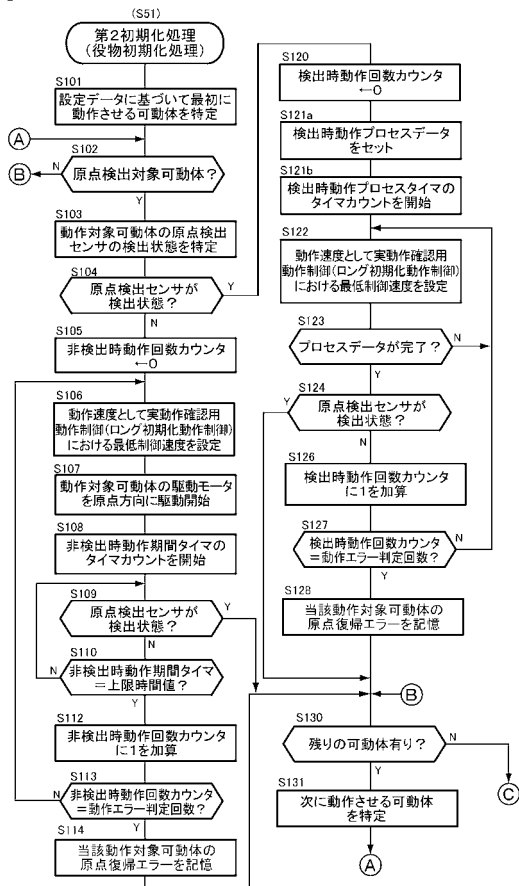 (S51)
第2初期化処理
(役物初期化処理)
S101
設定データに基づいて最初に
動作させる可動体を特定
A
S102
N
B
原点検出対象可動体?
Y
S103
動作対象可動体の原点検出
センサの検出状態を特定
S104
原点検出センサが
検出状態?
Y
N
S105
非検出時動作回数カウンタ
←0
S106
動作速度として実動作確認用
動作制御(ロング初期化動作制御)
における最低制御速度を設定
S107
動作対象可動体の駆動モータ
を原点方向に駆動開始
S108
非検出時動作期間タイマの
タイマカウントを開始
S109
原点検出センサが
検出状態?
Y
N
S110
N
非検出時動作期間タイマ
=上限時間値?
Y
S112
非検出時動作回数カウンタ
に1を加算
S113
N
非検出時動作回数カウンタ
=動作エラー判定回数?
Y
S114
当該動作対象可動体の
原点復帰エラーを記憶
S120
検出時動作回数カウンタ
←0
S121a
検出時動作プロセスデータ
をセット
S121b
検出時動作プロセスタイマの
タイマカウントを開始
S122
動作速度として実動作確認用
動作制御(ロング初期化動作制御)
における最低制御速度を設定
S123
プロセスデータが完了?
N
Y
S124
Y
原点検出センサが
検出状態?
N
S126
検出時動作回数カウンタ
に1を加算
S127
検出時動作回数カウンタ
=動作エラー判定回数?
N
Y
S128
当該動作対象可動体の
原点復帰エラーを記憶
B
S130
残りの可動体有り?
N
C
Y
S131
次に動作させる可動体
を特定
A